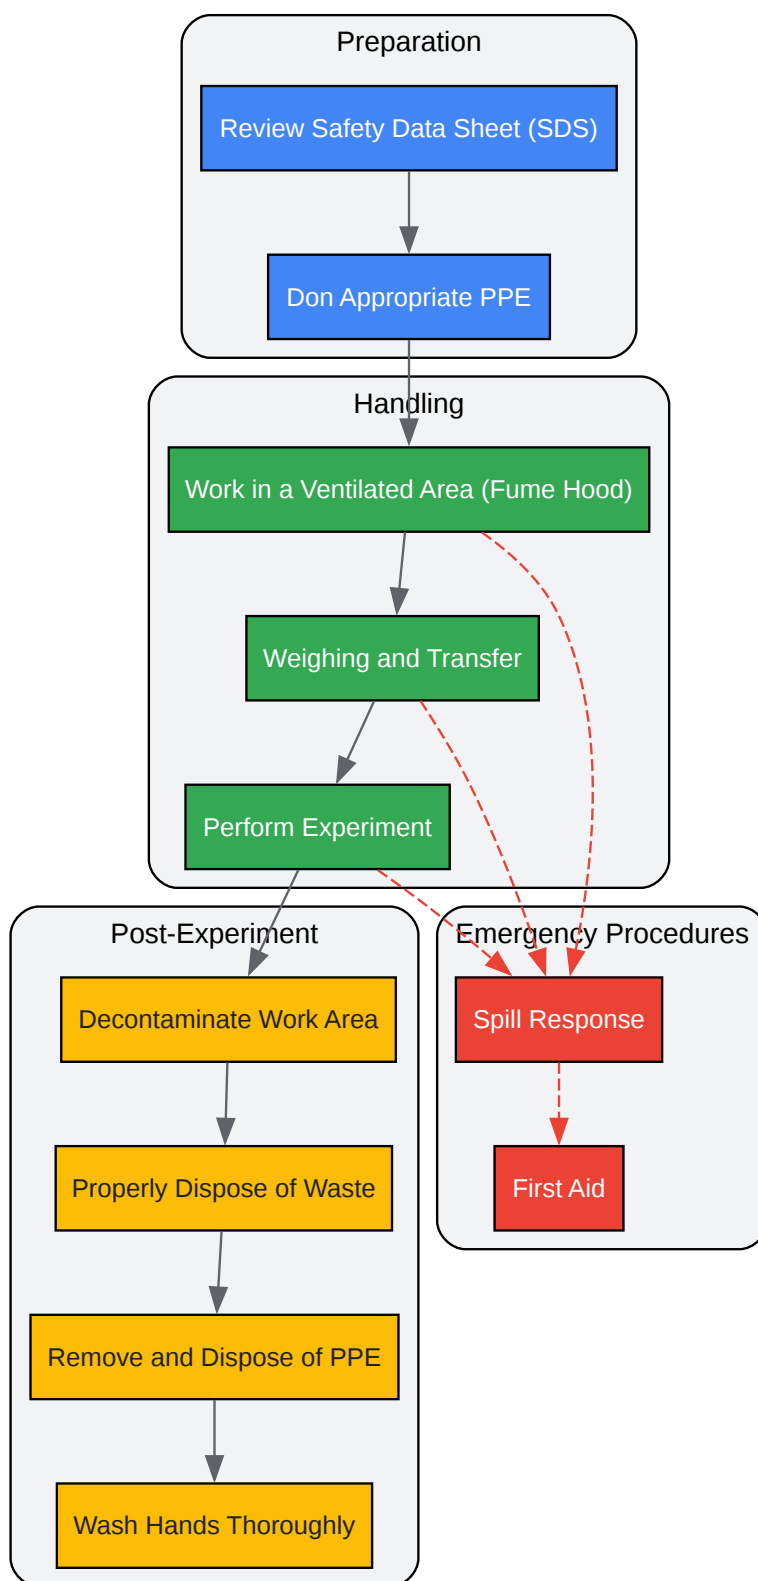 Preparation
Review Safety Data Sheet (SDS)
Don Appropriate PPE
Handling
Work in a Ventilated Area (Fume Hood)
Weighing and Transfer
Perform Experiment
Post-Experiment
Decontaminate Work Area
Properly Dispose of Waste
Remove and Dispose of PPE
Wash Hands Thoroughly
Emergency Procedures
Spill Response
First Aid